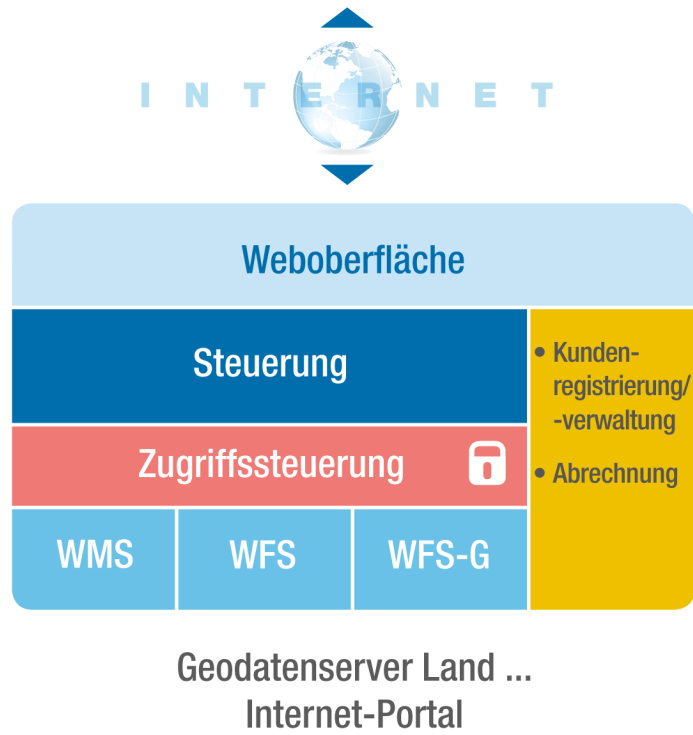 INTERNET
Weboberfläche
Steuerung
Zugriffssteuerung
WMS
WFS
WFS-G
• Kunden-
registrierung/
-verwaltung
• Abrechnung
Geodatenserver Land ...
Internet-Portal